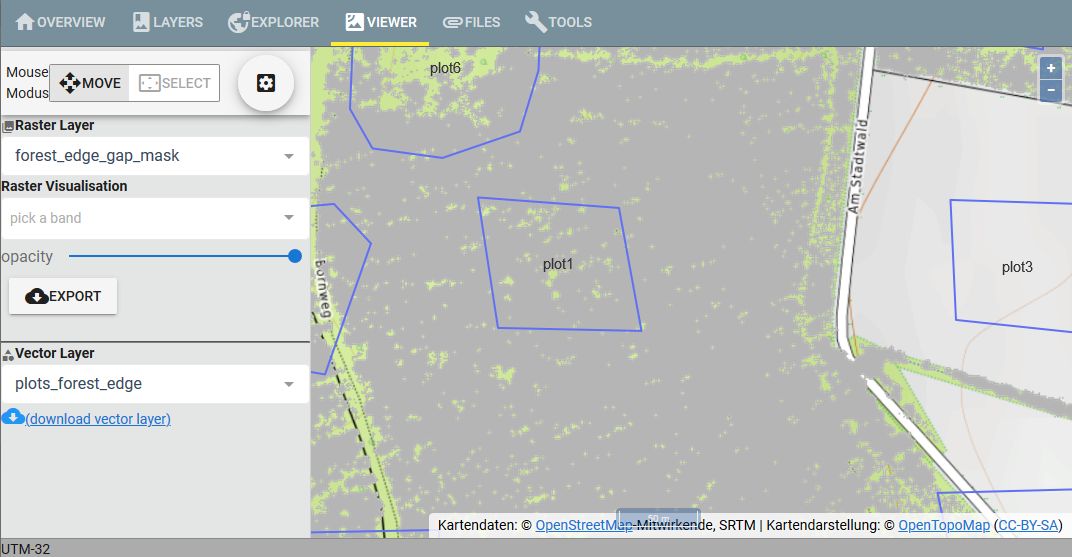 OVERVIEW LAYERS EXPLORER VIEWER FILES TOOLS
Mouse
Modus
MOVE SELECT
Raster Layer
forest_edge_gap_mask
Raster Visualisation
pick a band
opacity
EXPORT
Vector Layer
plots_forest_edge
(download vector layer)
UTM-32
plot6
+
−
Am Stadtwald
plot1
plot3
Bornweg
50 m
Kartendaten: © OpenStreetMap-Mitwirkende, SRTM | Kartendarstellung: © OpenTopoMap (CC-BY-SA)